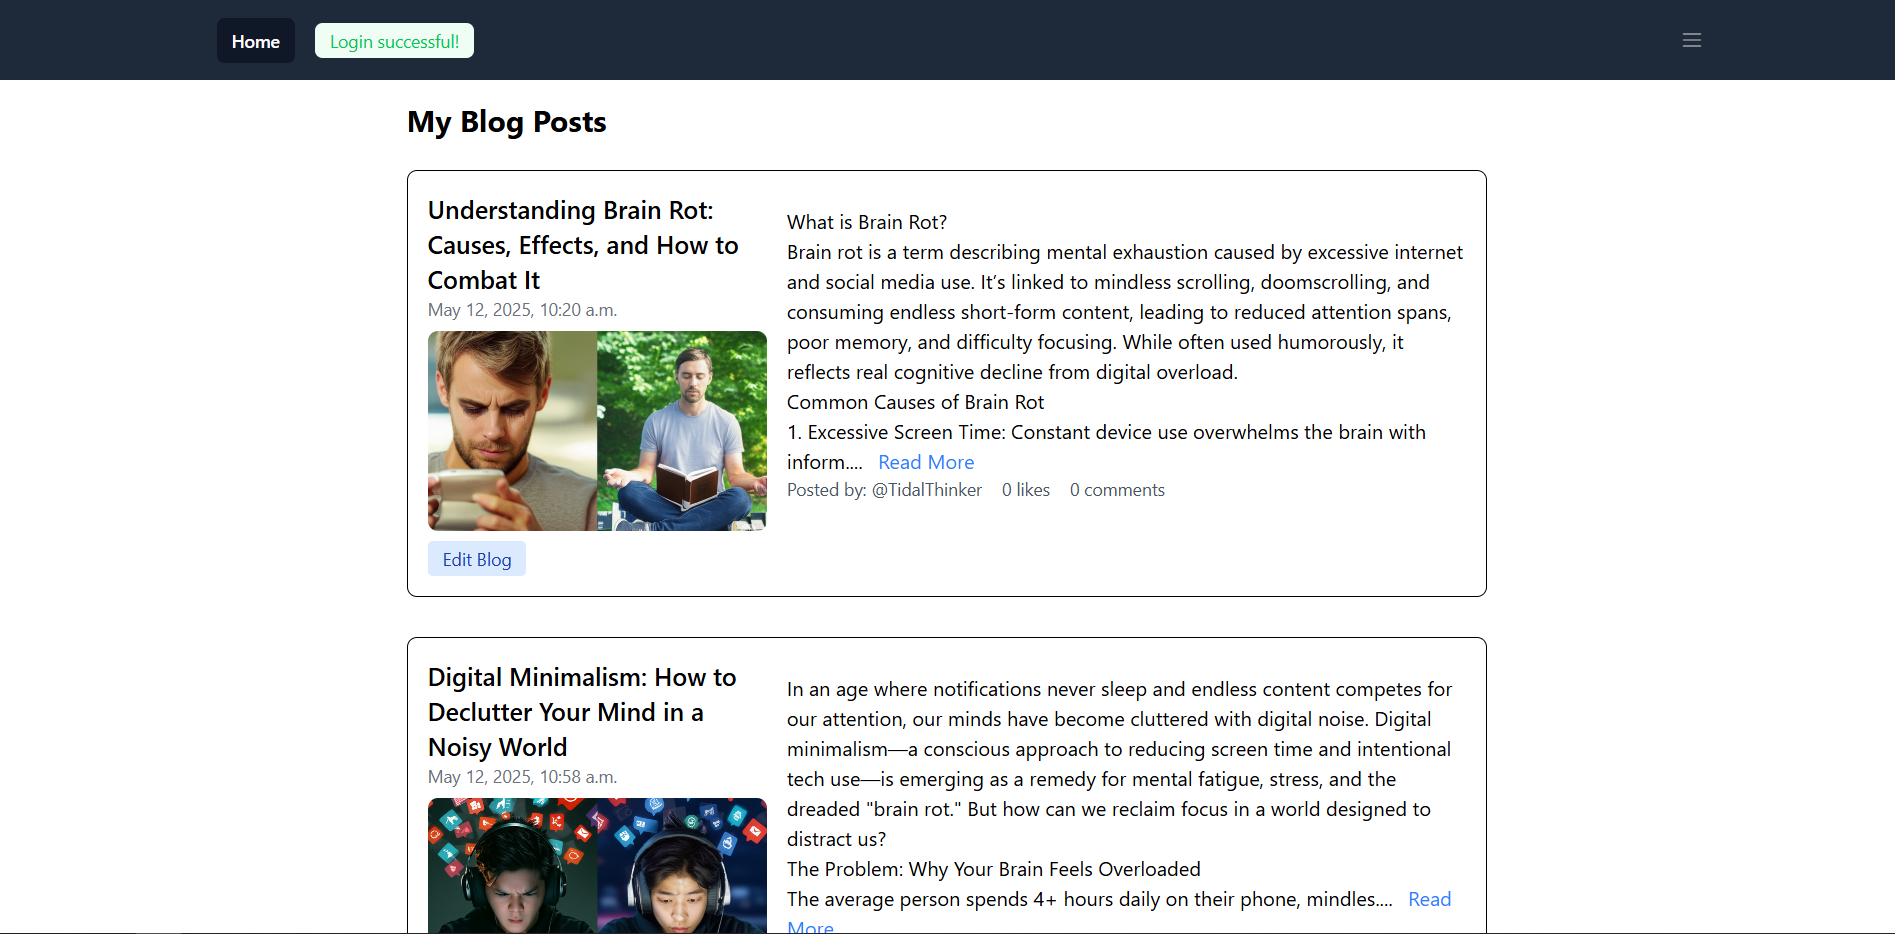 Home
Login successful!
My Blog Posts
Understanding Brain Rot:
Causes, Effects, and How to
Combat It
May 12, 2025, 10:20 a.m.
Edit Blog
What is Brain Rot?
Brain rot is a term describing mental exhaustion caused by excessive internet
and social media use. It’s linked to mindless scrolling, doomscrolling, and
consuming endless short-form content, leading to reduced attention spans,
poor memory, and difficulty focusing. While often used humorously, it
reflects real cognitive decline from digital overload.
Common Causes of Brain Rot
1. Excessive Screen Time: Constant device use overwhelms the brain with
inform.... Read More
Posted by: @TidalThinker 0 likes 0 comments
Digital Minimalism: How to
Declutter Your Mind in a
Noisy World
May 12, 2025, 10:58 a.m.
In an age where notifications never sleep and endless content competes for
our attention, our minds have become cluttered with digital noise. Digital
minimalism—a conscious approach to reducing screen time and intentional
tech use—is emerging as a remedy for mental fatigue, stress, and the
dreaded "brain rot." But how can we reclaim focus in a world designed to
distract us?
The Problem: Why Your Brain Feels Overloaded
The average person spends 4+ hours daily on their phone, mindles.... Read
More